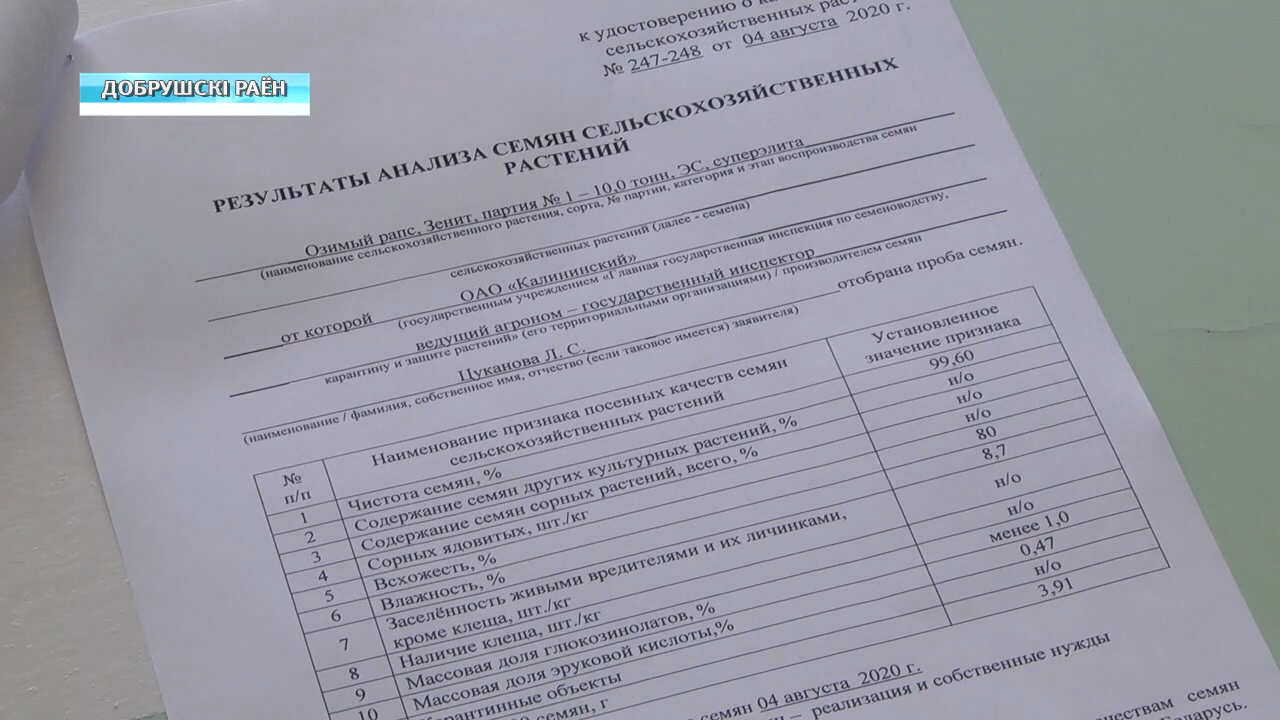 ДОБРУШСКІ РАЁН
к удостоверению о
сельскохозяйственных
№ 247-248 от 04 августа 2020 г.
РЕЗУЛЬТАТЫ АНАЛИЗА СЕМЯН СЕЛЬСКОХОЗЯЙСТВЕННЫХ
РАСТЕНИЙ
Озимый рапс, Зенит, партия № 1 – 10,0 тонн, ЭС, суперэлита
(наименование сельскохозяйственного растения, сорта, № партии, категория и этап воспроизводства семян
сельскохозяйственных растений (далее - семена)
ОАО «Калининский»
от которой (государственным учреждением «Главная государственная инспекция по семеноводству,
ведущий агроном – государственный инспектор
карантину и защите растений» (его территориальными организациями) / производителем семян
Цуканова Л. С. отобрана проба семян.
(наименование / фамилия, собственное имя, отчество (если таковое имеется) заявителя)
№ п/п Наименование признака посевных качеств семян сельскохозяйственных растений Установленное значение признака
1 Чистота семян, % 99,60
2 Содержание семян других культурных растений, % н/о
3 Содержание семян сорных растений, всего, % н/о
4 Сорных ядовитых, шт./кг н/о
5 Всхожесть, % 80
6 Влажность, % 8,7
7 Заселённость живыми вредителями и их личинками, кроме клеща, шт./кг н/о
8 Наличие клеща, шт./кг н/о
9 Массовая доля глюкозинолатов, % менее 1,0
10 Массовая доля эруковой кислоты,% 0,47
Карантинные объекты н/о
семян, г 3,91
семян 04 августа 2020 г.
– реализация и собственные нужды
качествам семян
Беларусь.